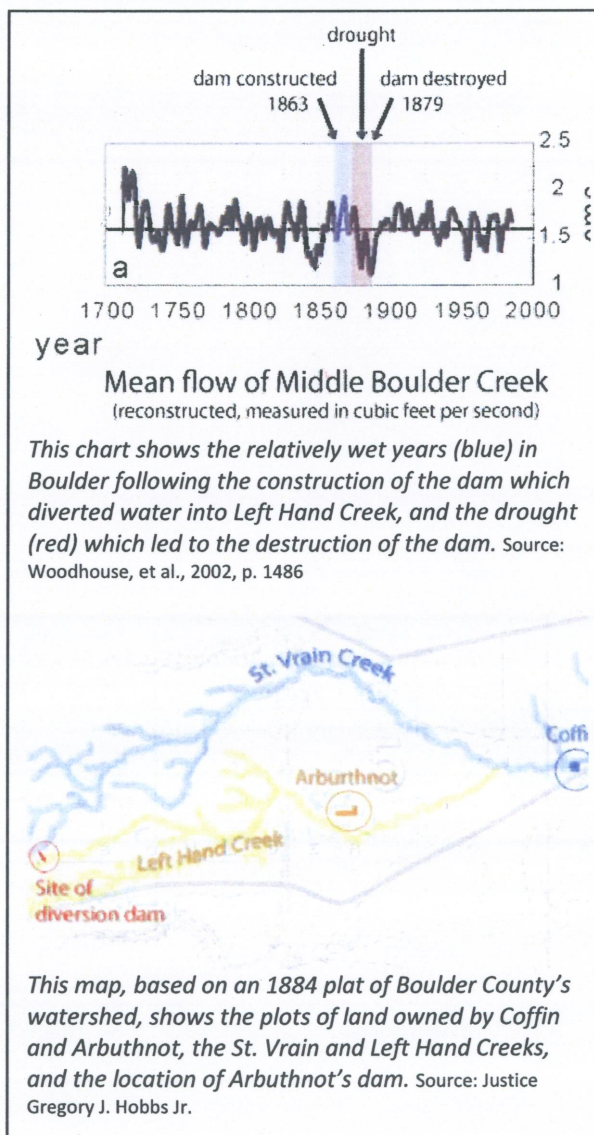 drought
dam constructed dam destroyed
1863 1879
2.5
2
1.5
a
1
1700 1750 1800 1850 1900 1950 2000
year
Mean flow of Middle Boulder Creek
(reconstructed, measured in cubic feet per second)
This chart shows the relatively wet years (blue) in
Boulder following the construction of the dam which
diverted water into Left Hand Creek, and the drought
(red) which led to the destruction of the dam. Source:
Woodhouse, et al., 2002, p. 1486
St. Vrain Creek
Coffi
Arburthnot
Left Hand Creek
Site of
diversion dam
This map, based on an 1884 plat of Boulder County’s
watershed, shows the plots of land owned by Coffin
and Arbuthnot, the St. Vrain and Left Hand Creeks,
and the location of Arbuthnot’s dam. Source: Justice
Gregory J. Hobbs Jr.